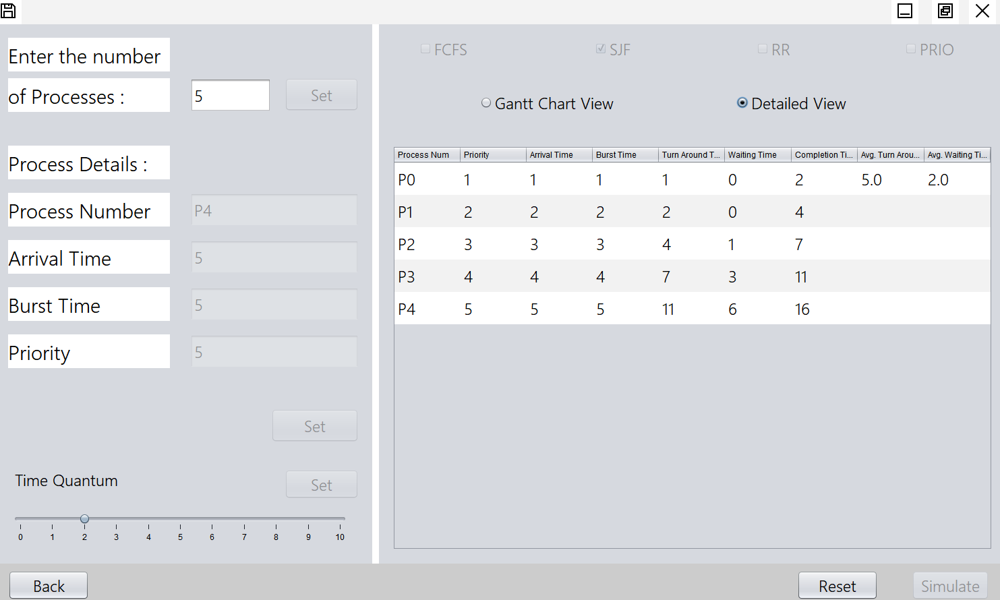 Enter the number
of Processes :
5
Set
Process Details :
Process Number
P4
Arrival Time
5
Burst Time
5
Priority
5
Set
Time Quantum
Set
0 1 2 3 4 5 6 7 8 9 10
FCFS SJF RR PRIO
Gantt Chart View Detailed View
Process Num Priority Arrival Time Burst Time Turn Around T... Waiting Time Completion Ti... Avg. Turn Arou... Avg. Waiting Ti...
P0 1 1 1 1 0 2 5.0 2.0
P1 2 2 2 2 0 4
P2 3 3 3 4 1 7
P3 4 4 4 7 3 11
P4 5 5 5 11 6 16
Back Reset Simulate